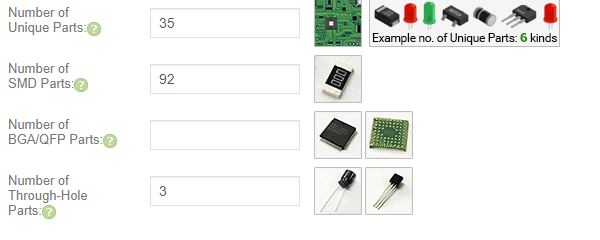 Number of
Unique Parts:?
35
Example no. of Unique Parts: 6 kinds
Number of
SMD Parts:?
92
000
Number of
BGA/QFP Parts:?
Number of
Through-Hole
Parts:?
3